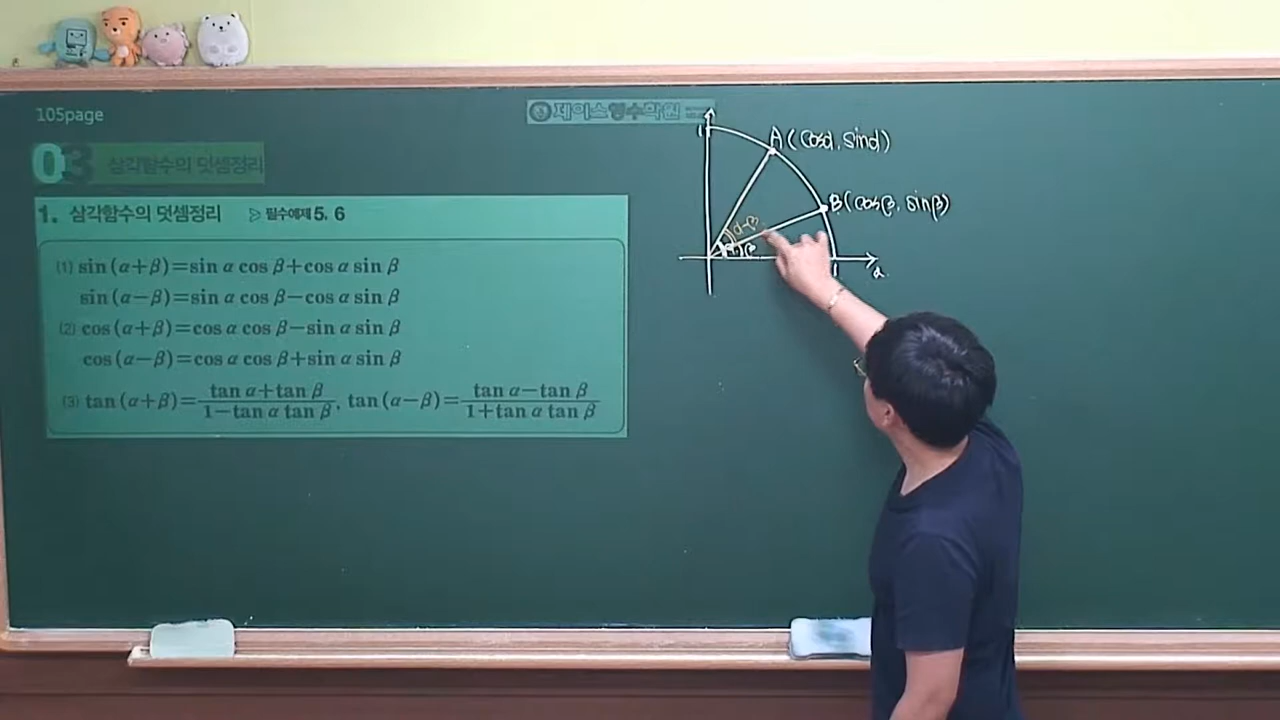 105page
제이스영수학원
03 삼각함수의 덧셈정리
1. 삼각함수의 덧셈정리 ▷ 필수예제 5, 6
(1) sin(α+β)=sin α cos β+cos α sin β
sin(α−β)=sin α cos β−cos α sin β
(2) cos(α+β)=cos α cos β−sin α sin β
cos(α−β)=cos α cos β+sin α sin β
(3) tan(α+β)=\frac{tan α+tan β}{1−tan α tan β}, tan(α−β)=\frac{tan α−tan β}{1+tan α tan β}
1
A(cosα, sinα)
B(cosβ, sinβ)
α-β
α
β
1
x